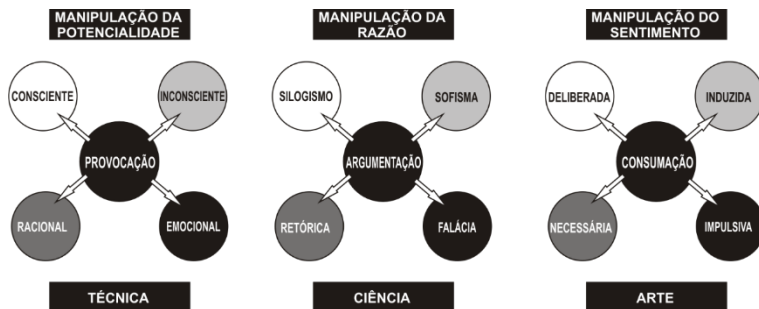 MANIPULAÇÃO DA
POTENCIALIDADE
CONSCIENTE
INCONSCIENTE
PROVOCAÇÃO
RACIONAL
EMOCIONAL
TÉCNICA
MANIPULAÇÃO DA
RAZÃO
SILOGISMO
SOFISMA
ARGUMENTAÇÃO
RETÓRICA
FALÁCIA
CIÊNCIA
MANIPULAÇÃO DO
SENTIMENTO
DELIBERADA
INDUZIDA
CONSUMAÇÃO
NECESSÁRIA
IMPULSIVA
ARTE